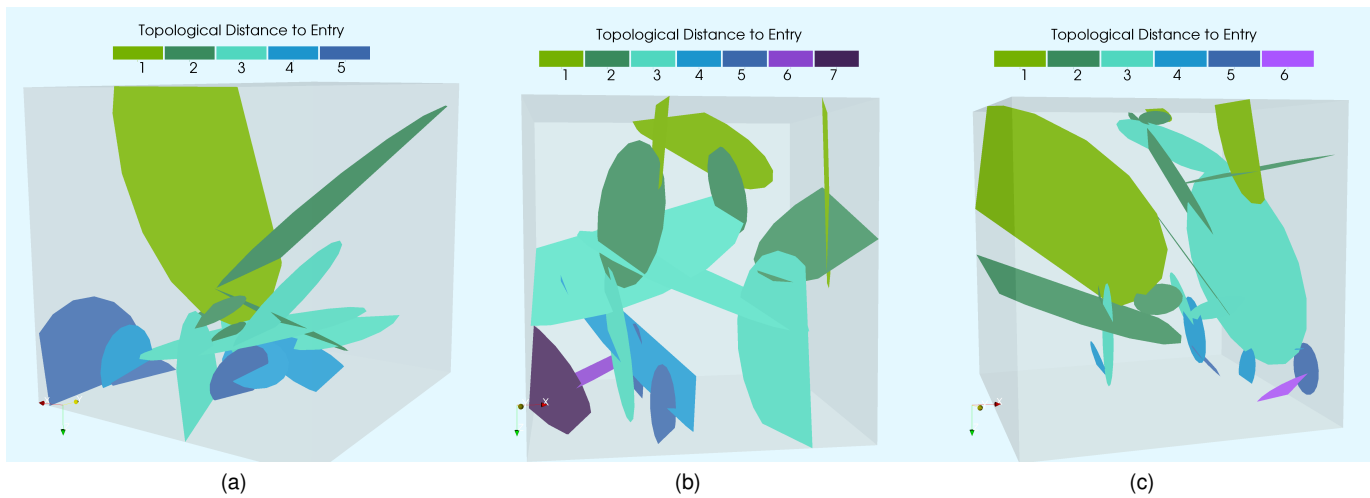 Topological Distance to Entry
1 2 3 4 5
Topological Distance to Entry
1 2 3 4 5 6 7
Topological Distance to Entry
1 2 3 4 5 6
X
(a)
(b)
(c)